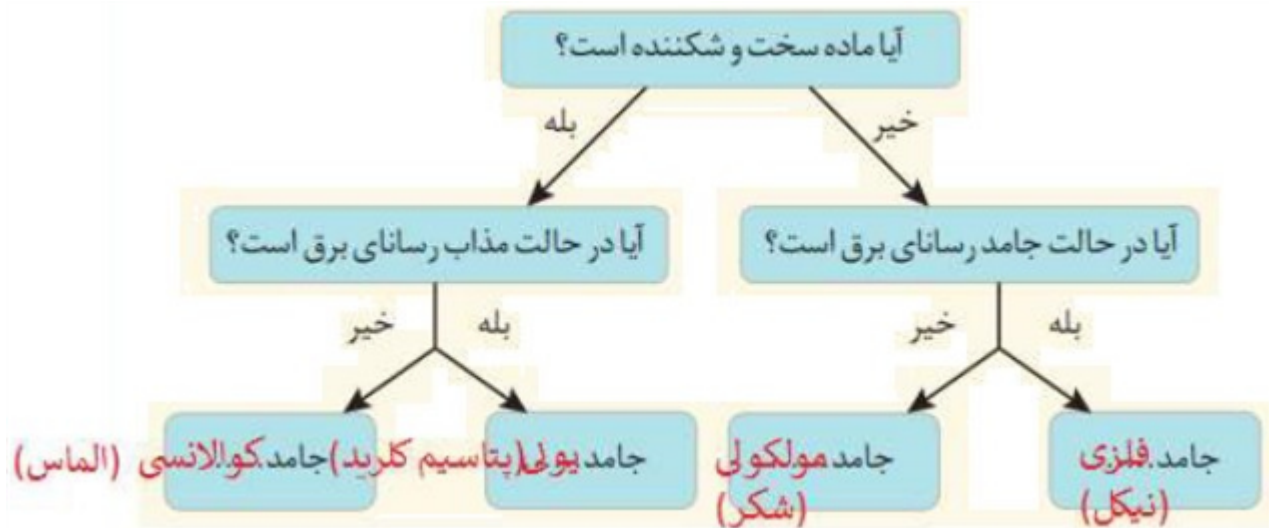 آیا ماده سخت و شکننده است؟
خیر
بله
آیا در حالت جامد رسانای برق است؟
آیا در حالت مذاب رسانای برق است؟
بله
خیر
بله
خیر
جامد فلزی
(نیکل)
جامد مولکولی
(شکر)
جامد یونی (پتاسیم کلرید)
جامد کووالانسی (الماس)